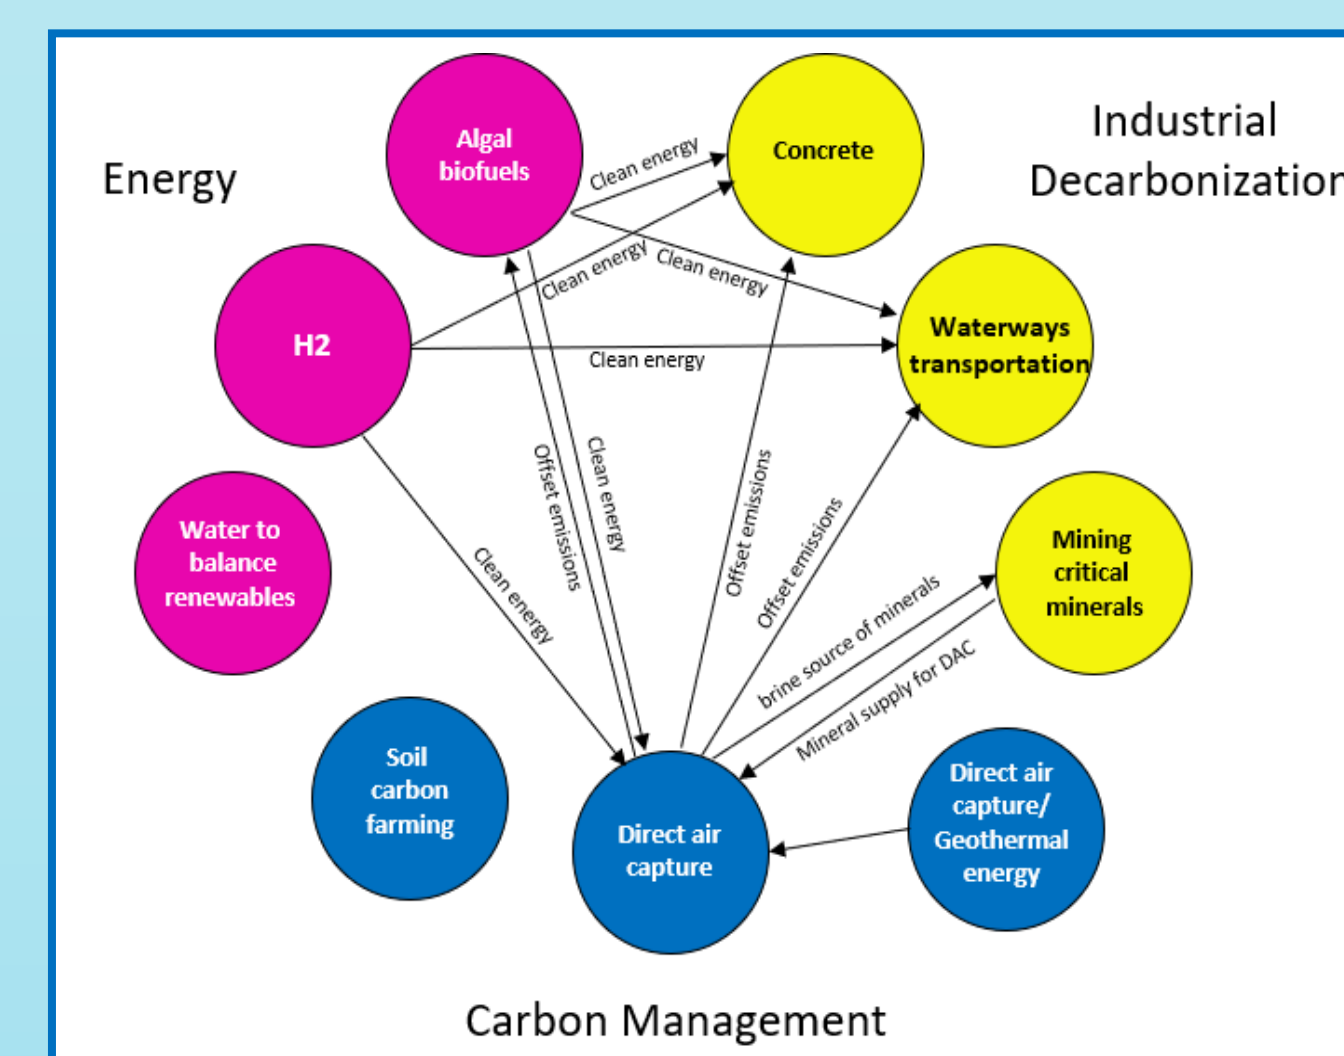 Energy
Industrial
Decarbonization
Algal
biofuels
Concrete
H2
Waterways
transportation
Water to
balance
renewables
Mining
critical
minerals
Soil
carbon
farming
Direct air
capture
Direct air
capture/
Geothermal
energy
Clean energy
Clean energy
Clean energy
Clean energy
Clean energy
Offset emissions
Clean energy
Offset emissions
Offset emissions
brine source of minerals
Mineral supply for DAC
Carbon Management